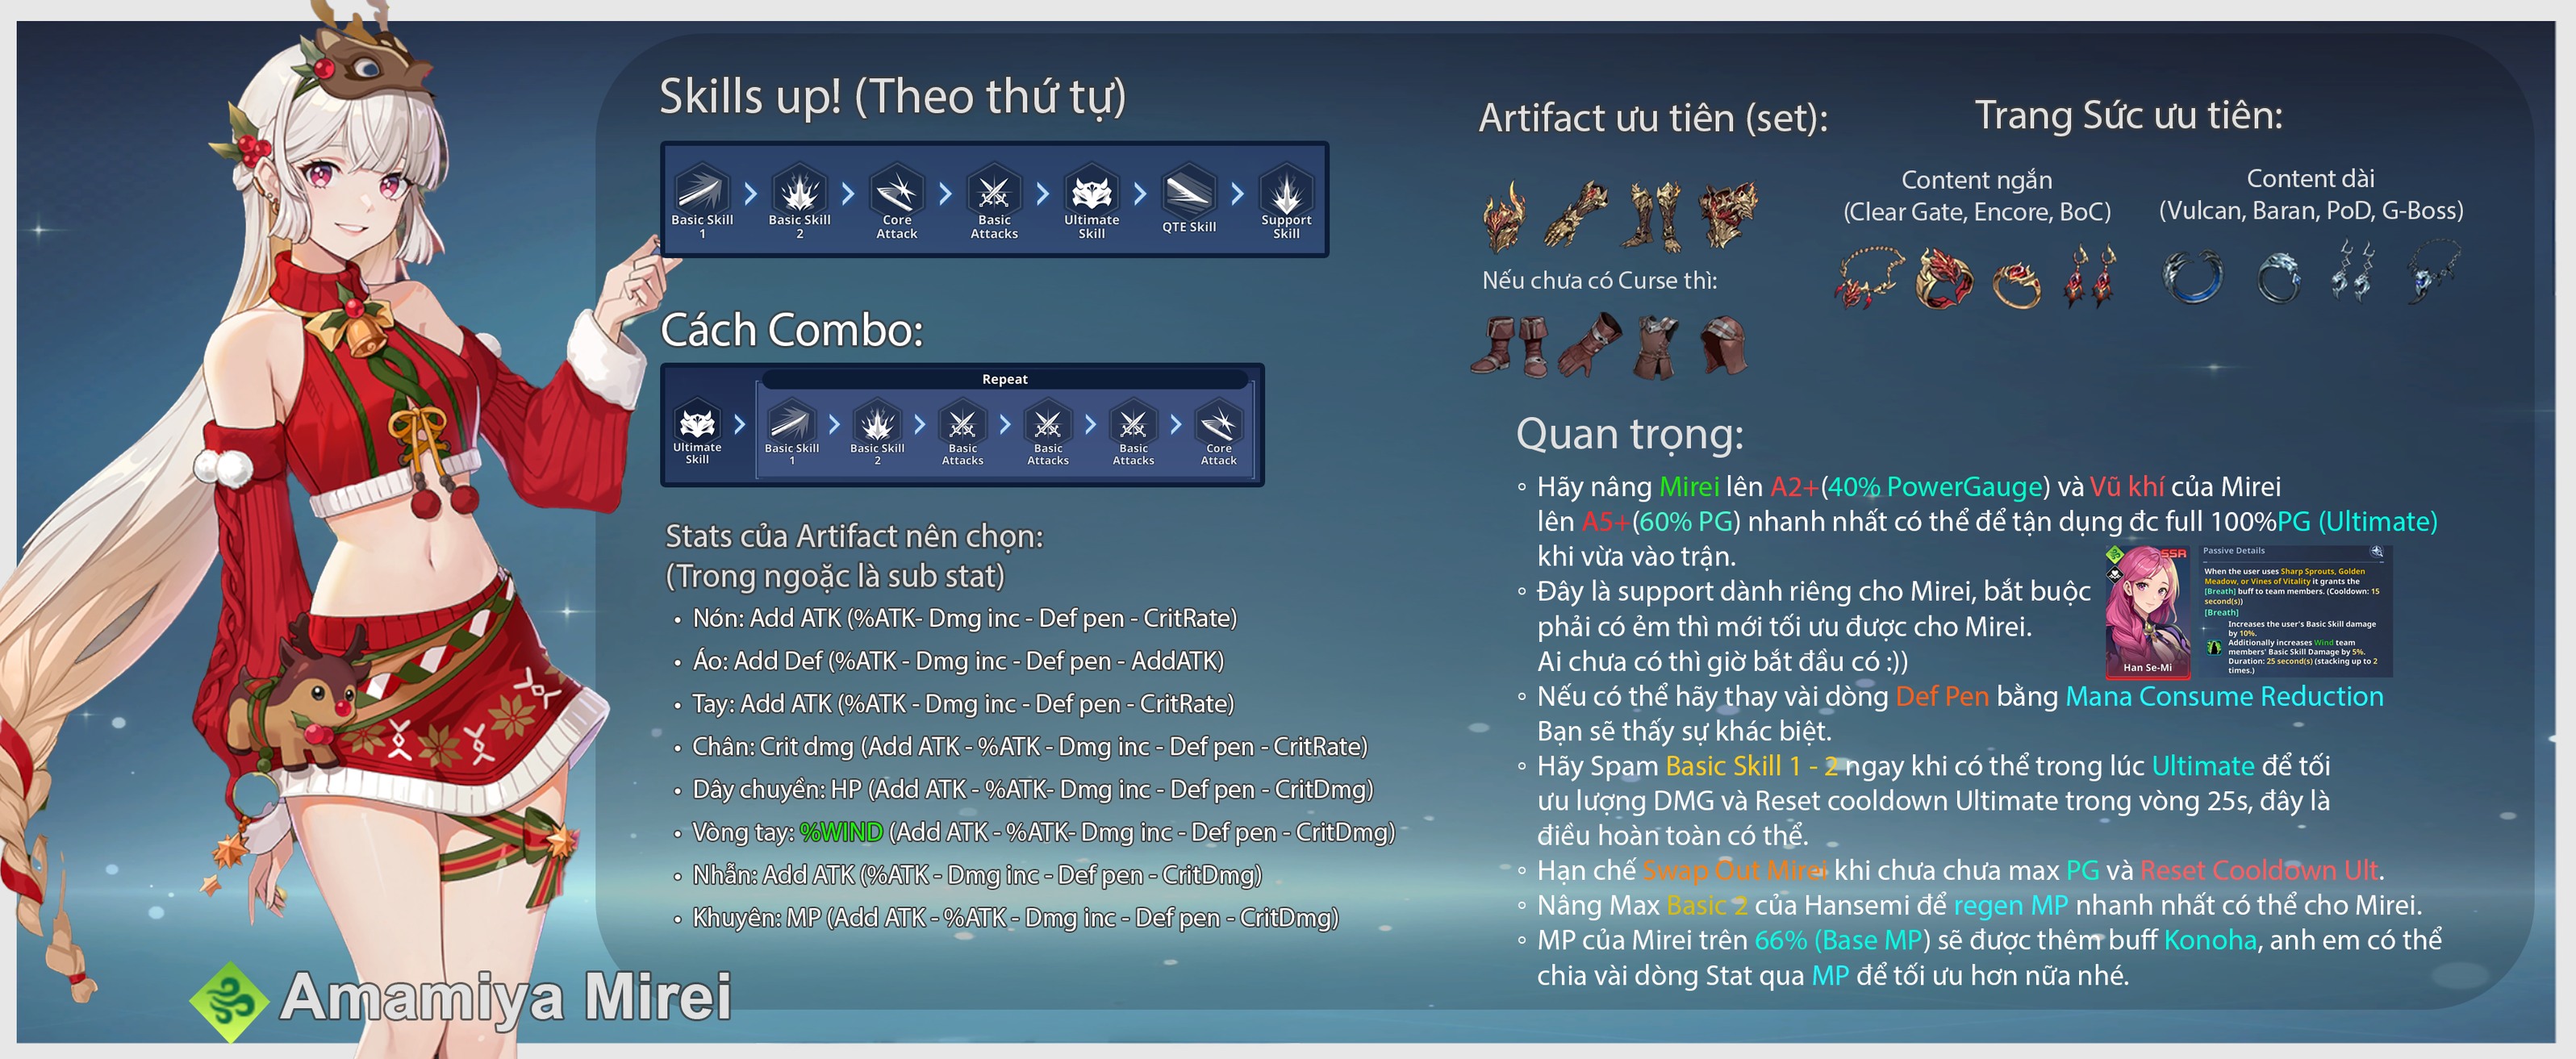 Skills up! (Theo thứ tự)
Basic Skill 1
Basic Skill 2
Core Attack
Basic Attacks
Ultimate Skill
QTE Skill
Support Skill
Cách Combo:
Repeat
Ultimate Skill
Basic Skill 1
Basic Skill 2
Basic Attacks
Basic Attacks
Basic Attacks
Core Attack
Stats của Artifact nên chọn:
(Trong ngoặc là sub stat)
• Nón: Add ATK (%ATK- Dmg inc - Def pen - CritRate)
• Áo: Add Def (%ATK - Dmg inc - Def pen - AddATK)
• Tay: Add ATK (%ATK - Dmg inc - Def pen - CritRate)
• Chân: Crit dmg (Add ATK - %ATK - Dmg inc - Def pen - CritRate)
• Dây chuyền: HP (Add ATK - %ATK- Dmg inc - Def pen - CritDmg)
• Vòng tay: %WIND (Add ATK - %ATK- Dmg inc - Def pen - CritDmg)
• Nhẫn: Add ATK (%ATK - Dmg inc - Def pen - CritDmg)
• Khuyên: MP (Add ATK - %ATK - Dmg inc - Def pen - CritDmg)
Amamiya Mirei
Artifact ưu tiên (set):
Nếu chưa có Curse thì:
Trang Sức ưu tiên:
Content ngắn
(Clear Gate, Encore, BoC)
Content dài
(Vulcan, Baran, PoD, G-Boss)
Quan trọng:
◦ Hãy nâng Mirei lên A2+(40% PowerGauge) và Vũ khí của Mirei
lên A5+(60% PG) nhanh nhất có thể để tận dụng đc full 100%PG (Ultimate)
khi vừa vào trận.
◦ Đây là support dành riêng cho Mirei, bắt buộc
phải có ẻm thì mới tối ưu được cho Mirei.
Ai chưa có thì giờ bắt đầu có :))
SSR
Han Se-Mi
Passive Details
When the user uses Sharp Sprouts, Golden
Meadow, or Vines of Vitality it grants the
[Breath] buff to team members. (Cooldown: 15
second(s))
[Breath]
Increases the user's Basic Skill damage
by 10%.
Additionally increases Wind team
members' Basic Skill Damage by 5%.
Duration: 25 second(s) (stacking up to 2
times.)
◦ Nếu có thể hãy thay vài dòng Def Pen bằng Mana Consume Reduction
Bạn sẽ thấy sự khác biệt.
◦ Hãy Spam Basic Skill 1 - 2 ngay khi có thể trong lúc Ultimate để tối
ưu lượng DMG và Reset cooldown Ultimate trong vòng 25s, đây là
điều hoàn toàn có thể.
◦ Hạn chế Swap Out Mirei khi chưa chưa max PG và Reset Cooldown Ult.
◦ Nâng Max Basic 2 của Hansemi để regen MP nhanh nhất có thể cho Mirei.
◦ MP của Mirei trên 66% (Base MP) sẽ được thêm buff Konoha, anh em có thể
chia vài dòng Stat qua MP để tối ưu hơn nữa nhé.